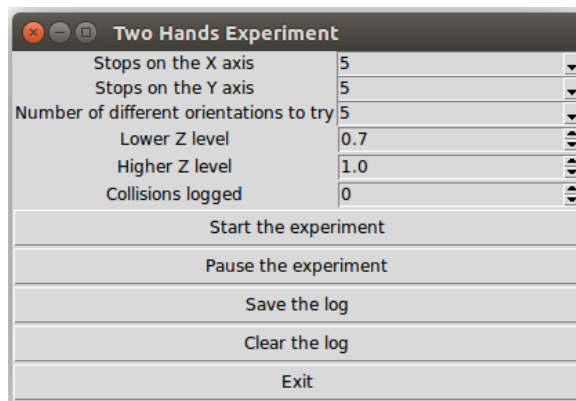 Two Hands Experiment
Stops on the X axis 5
Stops on the Y axis 5
Number of different orientations to try 5
Lower Z level 0.7
Higher Z level 1.0
Collisions logged 0
Start the experiment
Pause the experiment
Save the log
Clear the log
Exit